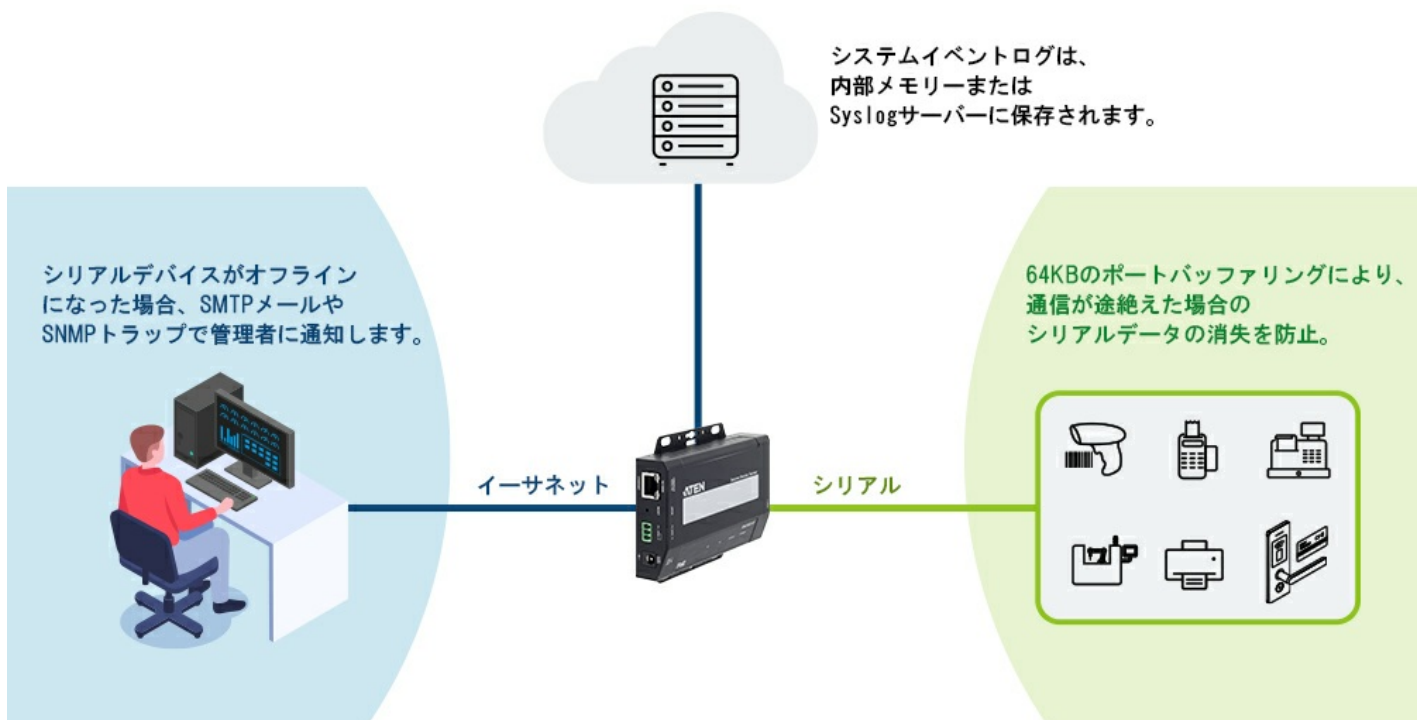 システムイベントログは、
内部メモリーまたは
Syslogサーバーに保存されます。
シリアルデバイスがオフライン
になった場合、SMTPメールや
SNMPトラップで管理者に通知します。
64KBのポートバッファリングにより、
通信が途絶えた場合の
シリアルデータの消失を防止。
イーサネット
シリアル
ATEN